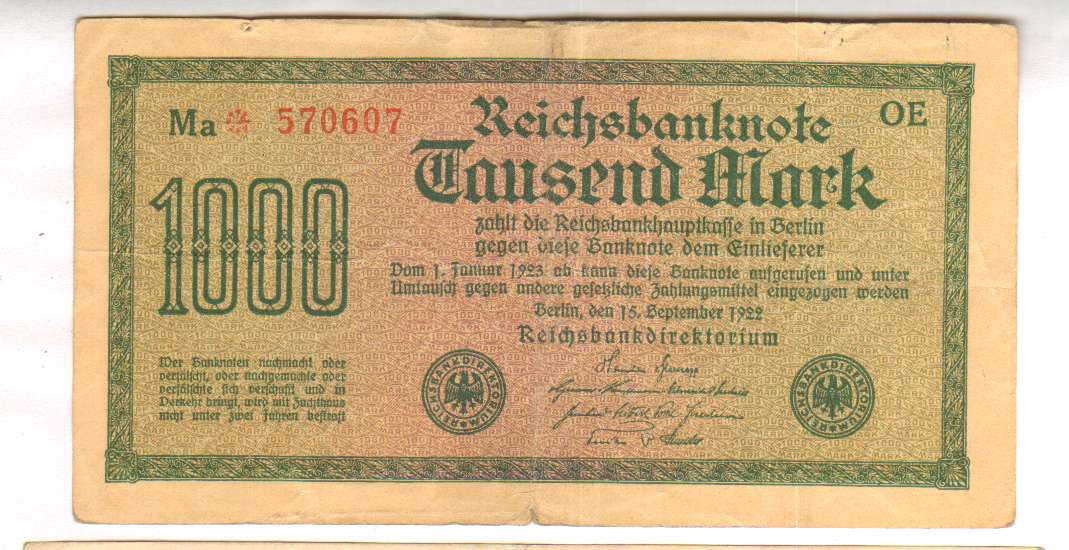 Ma* 570607
OE
Reichsbanknote
Tausend Mark
1000
zahlt die Reichsbankhauptkasse in Berlin
gegen diese Banknote dem Einlieferer
Vom 1. Januar 1923 ab kann diese Banknote aufgerufen und unter
Umtausch gegen andere gesetzliche Zahlungsmittel eingezogen werden
Berlin, den 15. September 1922
Reichsbankdirektorium
Wer Banknoten nachmacht oder
verfälscht, oder nachgemachte oder
verfälschte sich verschafft und in
Verkehr bringt, wird mit Zuchthaus
nicht unter zwei Jahren bestraft
REICHSBANKDIREKTORIUM
REICHSBANKDIREKTORIUM